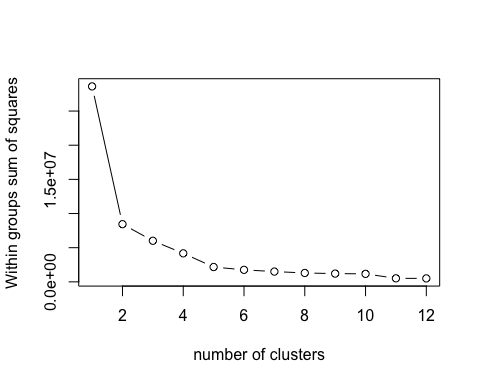 Within groups sum of squares
1.5e+07
0.0e+00
2 4 6 8 10 12
number of clusters